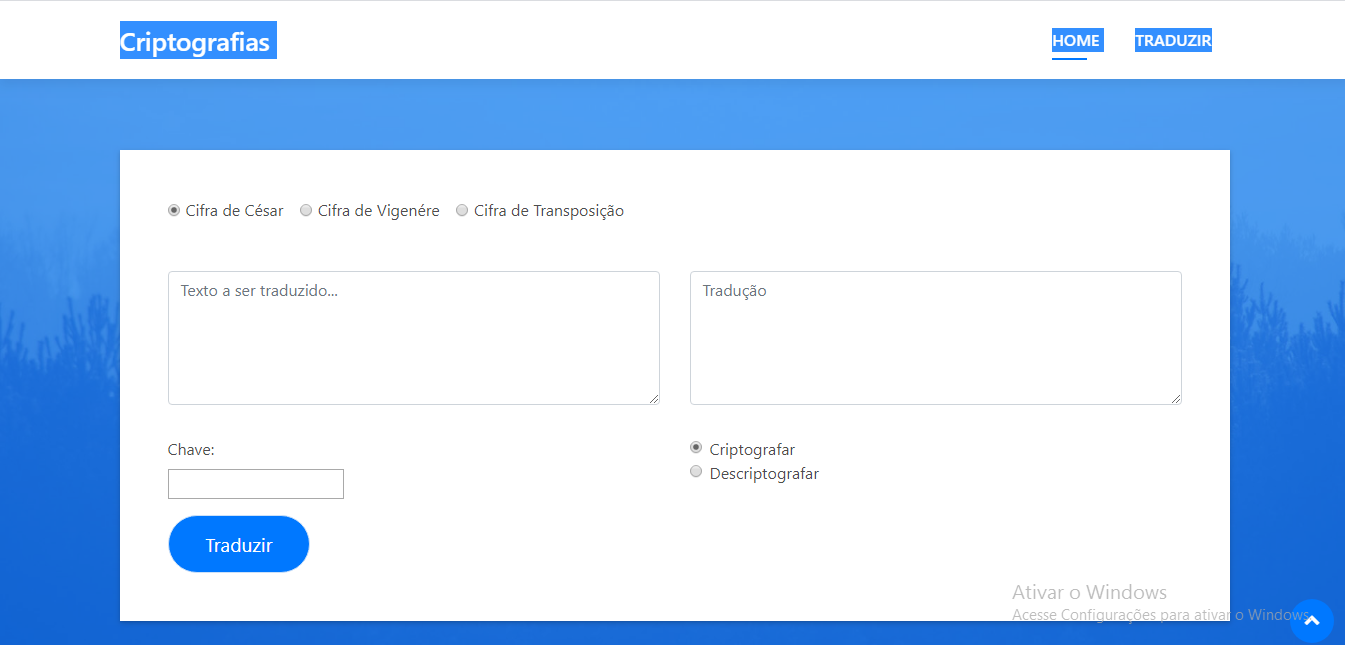 Criptografias HOME TRADUZIR
Cifra de César Cifra de Vigenére Cifra de Transposição
Texto a ser traduzido... Tradução
Chave: Criptografar
Descriptografar
Traduzir
Ativar o Windows
Acesse Configurações para ativar o Windows.